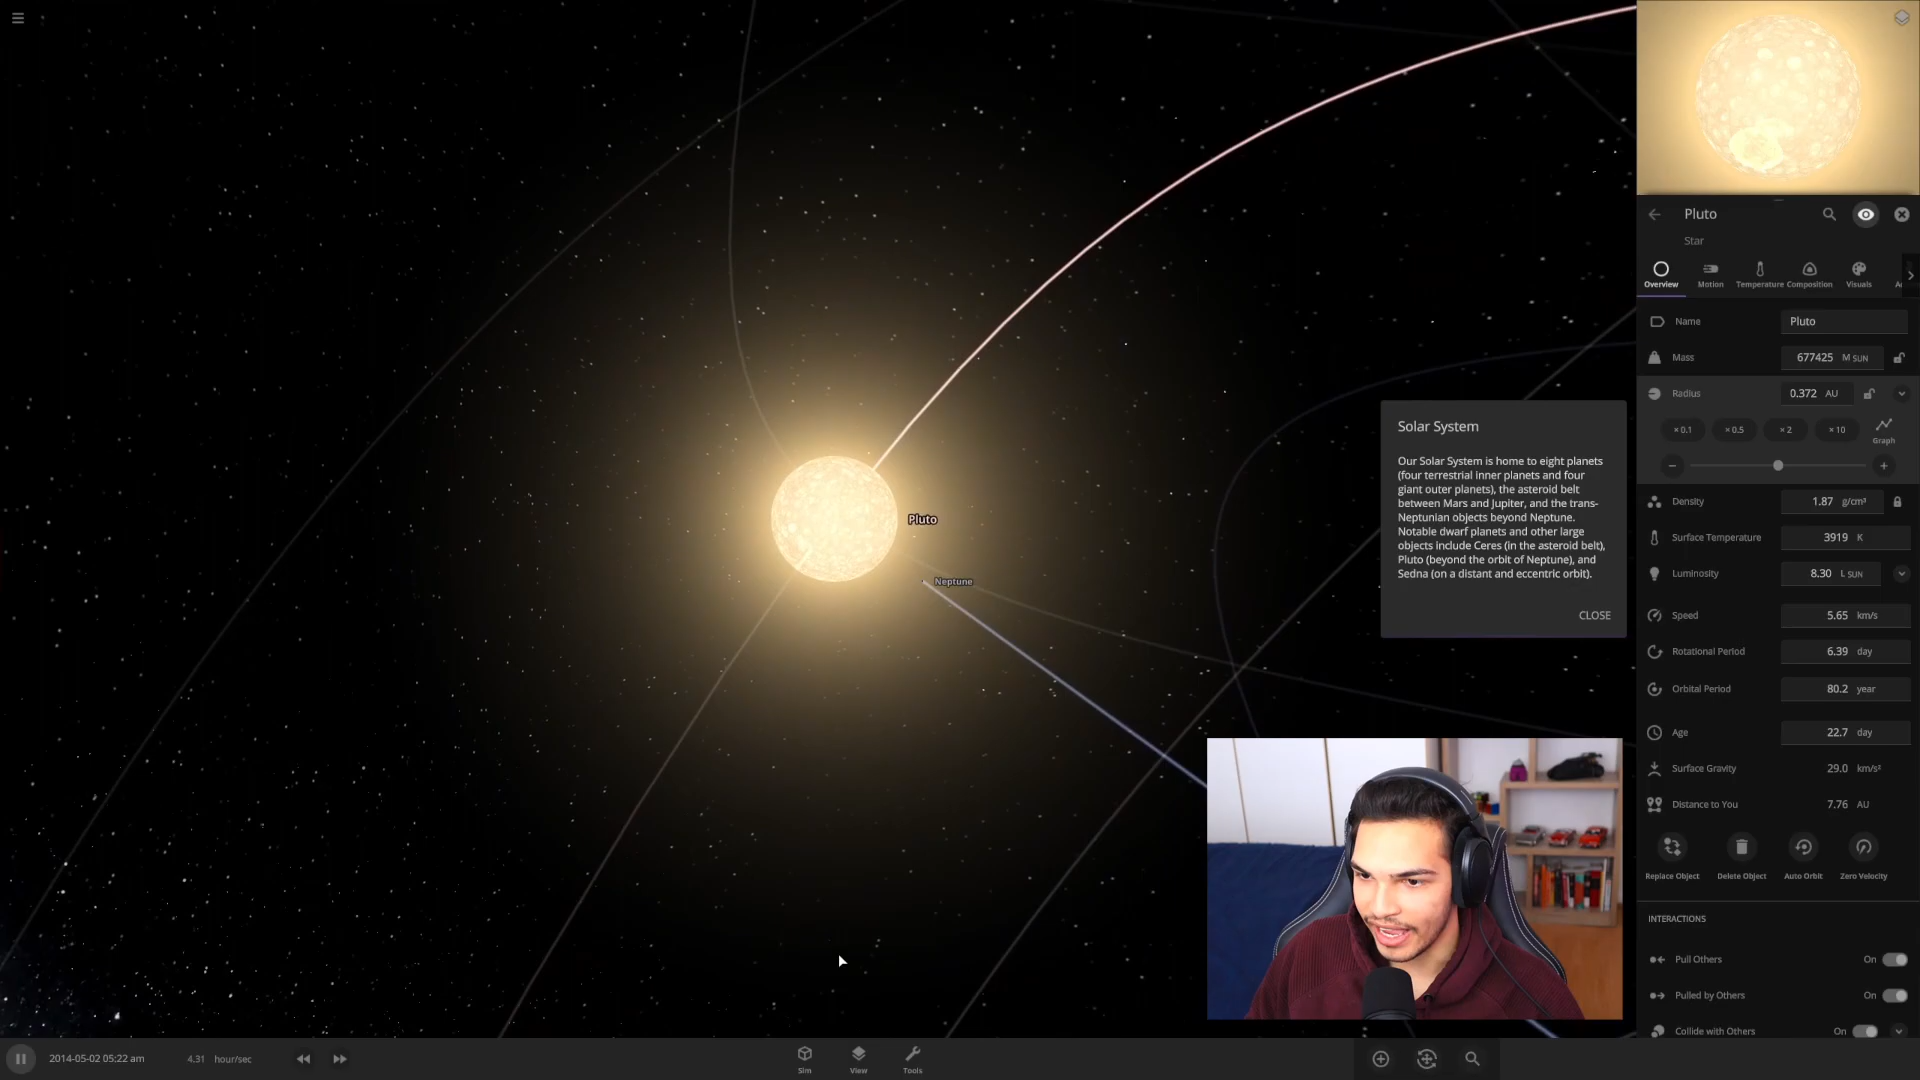 Pluto
Star
Overview
Motion
Temperature
Composition
Visuals
Name
Pluto
Mass
677425 M SUN
Radius
0.372 AU
× 0.1
× 0.5
× 2
× 10
Graph
Density
1.87 g/cm³
Surface Temperature
3919 K
Luminosity
8.30 L SUN
Speed
5.65 km/s
Rotational Period
6.39 day
Orbital Period
80.2 year
Age
22.7 day
Surface Gravity
29.0 km/s²
Distance to You
7.76 AU
Replace Object
Delete Object
Auto Orbit
Zero Velocity
INTERACTIONS
Pull Others
On
Pulled by Others
On
Collide with Others
On
Pluto
Neptune
Solar System
Our Solar System is home to eight planets
(four terrestrial inner planets and four
giant outer planets), the asteroid belt
between Mars and Jupiter, and the trans-
Neptunian objects beyond Neptune.
Notable dwarf planets and other large
objects include Ceres (in the asteroid belt),
Pluto (beyond the orbit of Neptune), and
Sedna (on a distant and eccentric orbit).
CLOSE
2014-05-02 05:22 am
4.31 hour/sec
Sim
View
Tools